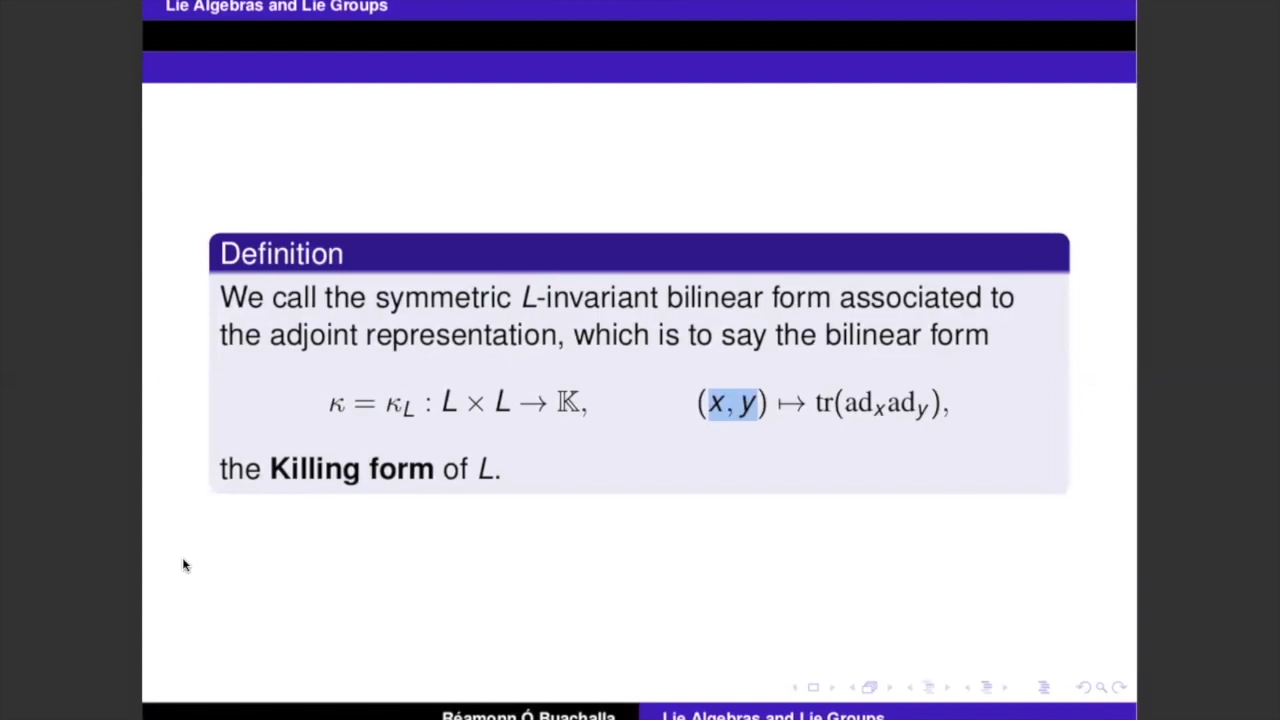 Lie Algebras and Lie Groups
Definition
We call the symmetric L-invariant bilinear form associated to
the adjoint representation, which is to say the bilinear form
κ = κ_L : L × L → 𝕂, (x, y) ↦ tr(ad_x ad_y),
the Killing form of L.
Réamonn Ó Buachalla Lie Algebras and Lie Groups